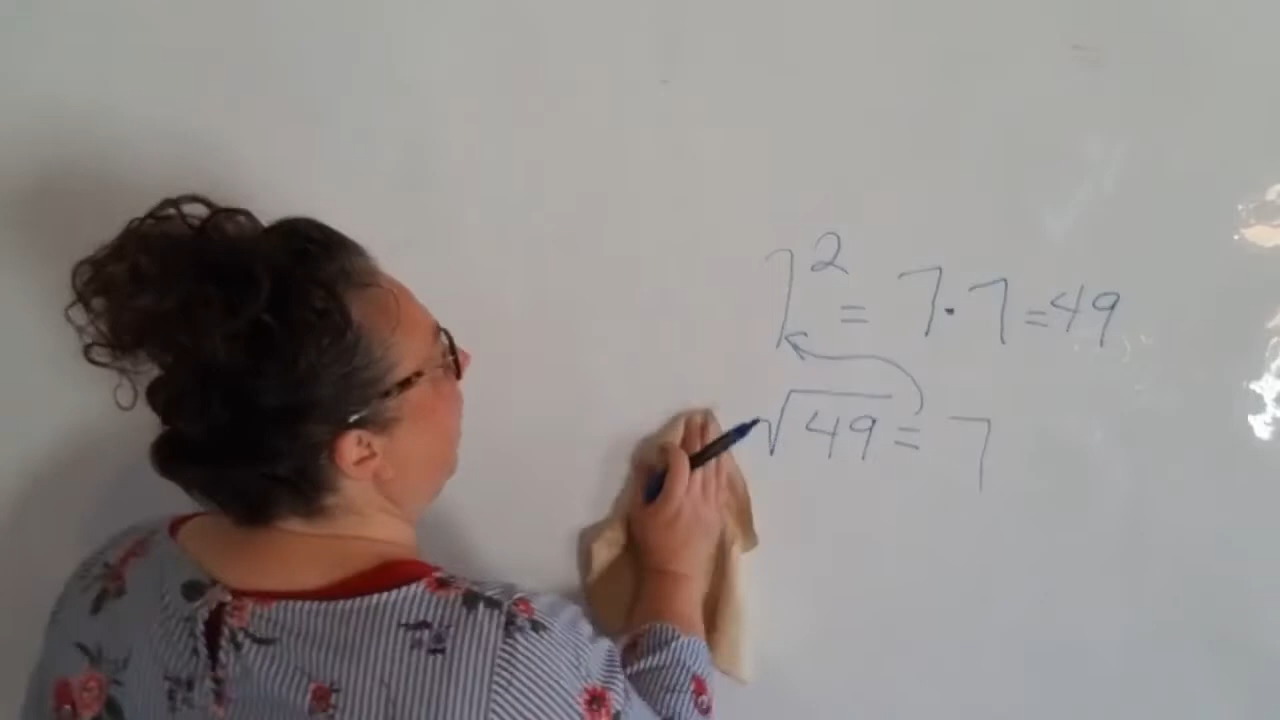 7² = 7·7=49
√49 = 7